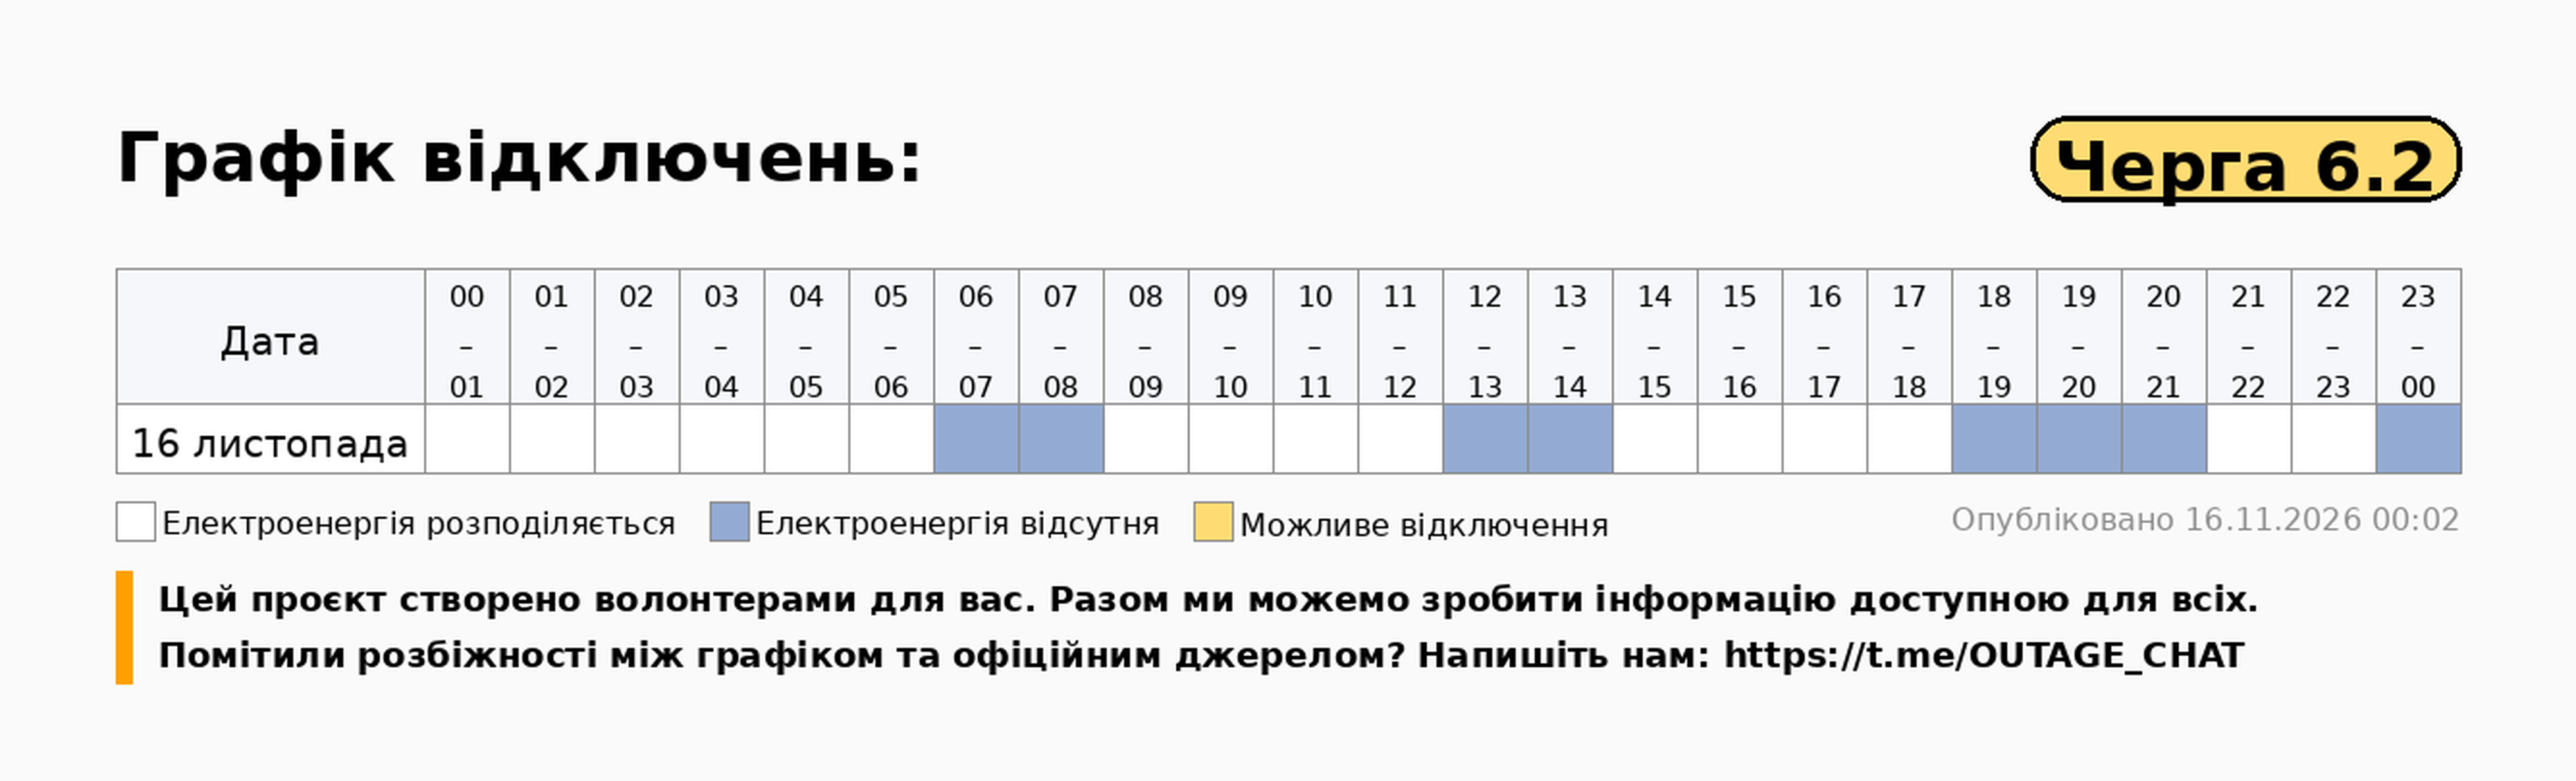 Графік відключень:
Черга 6.2
Дата 00 – 01 01 – 02 02 – 03 03 – 04 04 – 05 05 – 06 06 – 07 07 – 08 08 – 09 09 – 10 10 – 11 11 – 12 12 – 13 13 – 14 14 – 15 15 – 16 16 – 17 17 – 18 18 – 19 19 – 20 20 – 21 21 – 22 22 – 23 23 – 00
16 листопада
Електроенергія розподіляється Електроенергія відсутня Можливе відключення
Опубліковано 16.11.2026 00:02
Цей проєкт створено волонтерами для вас. Разом ми можемо зробити інформацію доступною для всіх.
Помітили розбіжності між графіком та офіційним джерелом? Напишіть нам: https://t.me/OUTAGE_CHAT